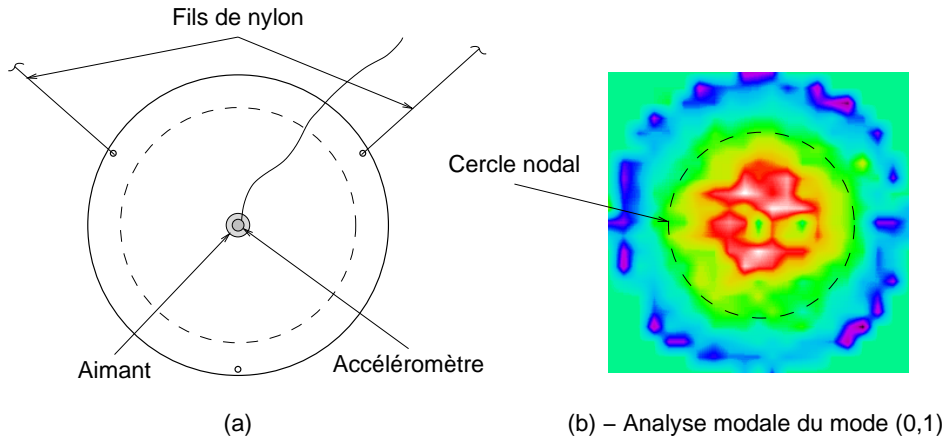 Fils de nylon
Cercle nodal
Aimant
Accéléromètre
(a)
(b) – Analyse modale du mode (0,1)